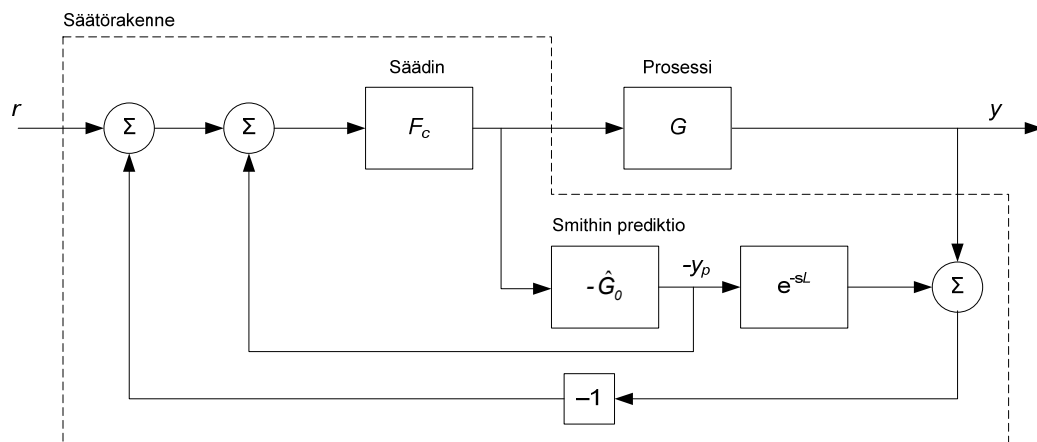 Säätörakenne
Säädin
Prosessi
r
Σ
Σ
F_c
G
y
Smithin prediktio
-Ĝ_0
-y_p
e^-sL
Σ
–1